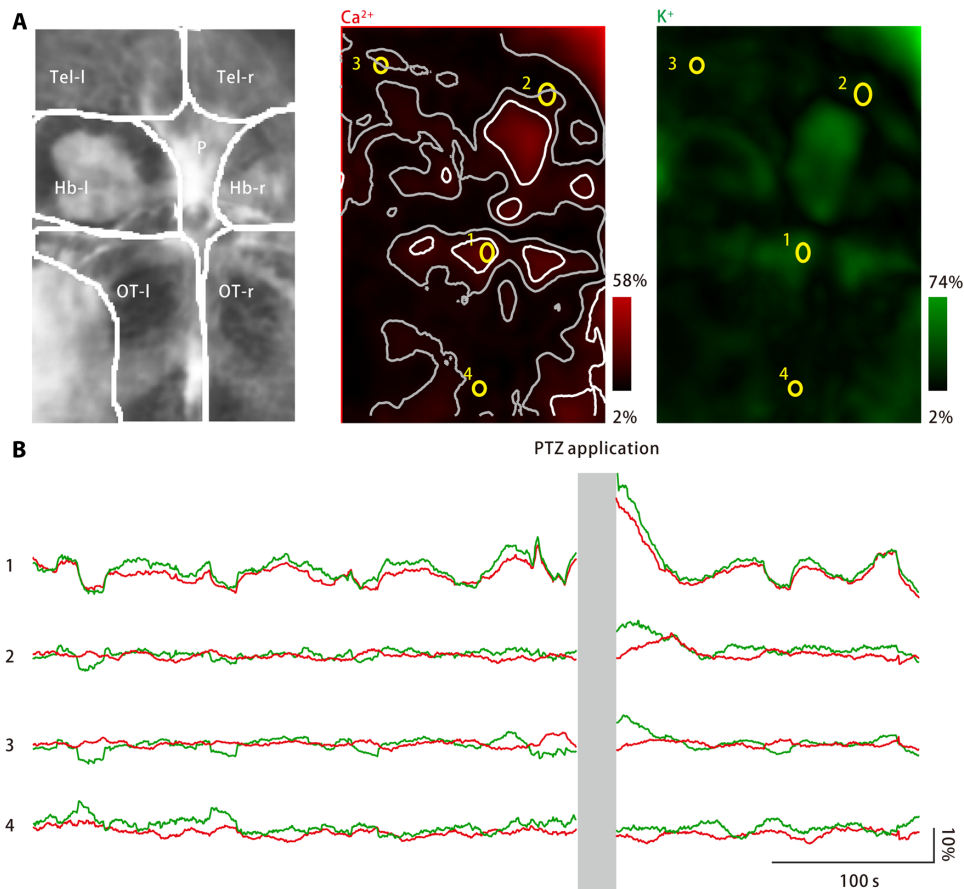 A
Ca²⁺
K⁺
Tel-l
Tel-r
P
Hb-l
Hb-r
OT-l
OT-r
3
2
1
4
58%
2%
3
2
1
4
74%
2%
B
PTZ application
1
2
3
4
10%
100 s